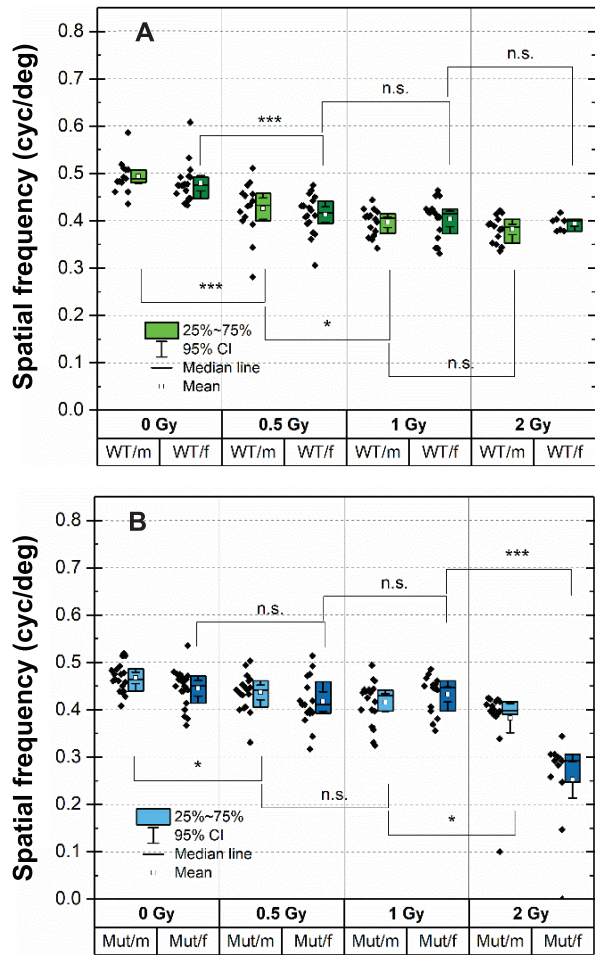 A
Spatial frequency (cyc/deg)
0.8
0.7
0.6
0.5
0.4
0.3
0.2
0.1
0.0
n.s.
n.s.
***
***
*
n.s.
25%~75%
95% CI
Median line
Mean
0 Gy 0.5 Gy 1 Gy 2 Gy
WT/m WT/f WT/m WT/f WT/m WT/f WT/m WT/f
B
Spatial frequency (cyc/deg)
0.8
0.7
0.6
0.5
0.4
0.3
0.2
0.1
0.0
***
n.s.
n.s.
*
n.s.
*
25%~75%
95% CI
Median line
Mean
0 Gy 0.5 Gy 1 Gy 2 Gy
Mut/m Mut/f Mut/m Mut/f Mut/m Mut/f Mut/m Mut/f